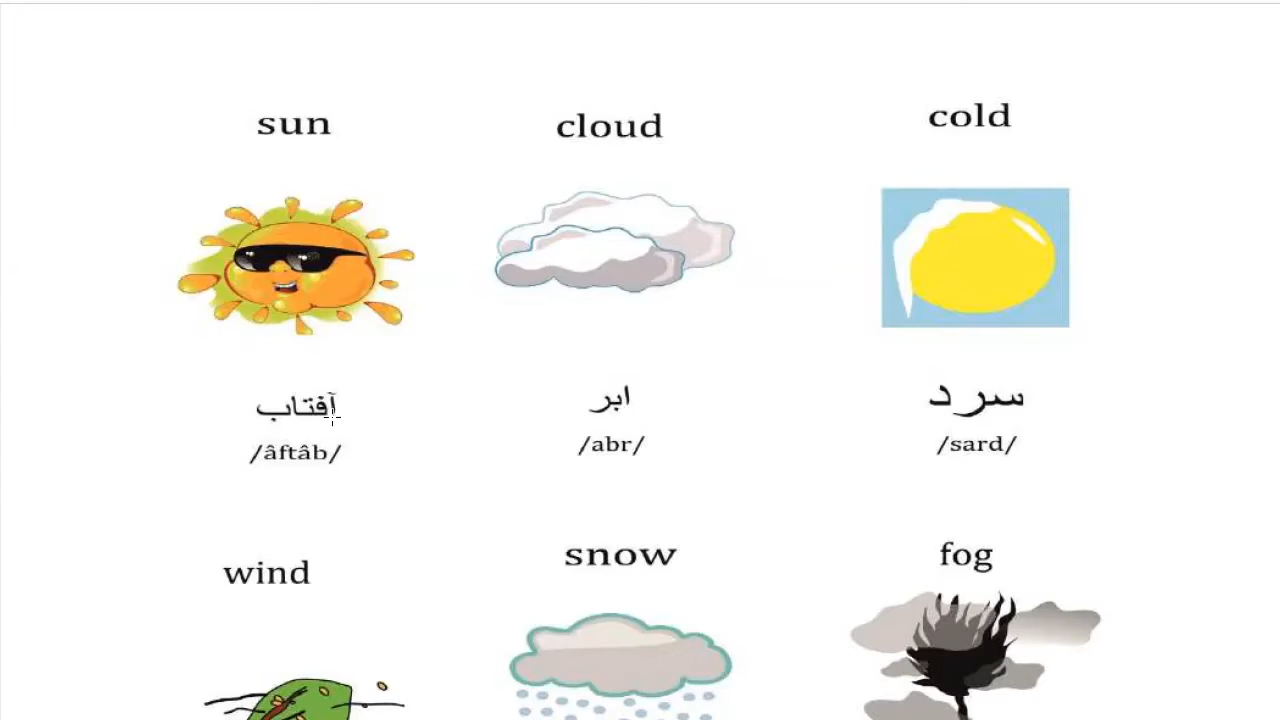 sun
cloud
cold
آفتاب
ابر
سرد
/âftâb/
/abr/
/sard/
wind
snow
fog